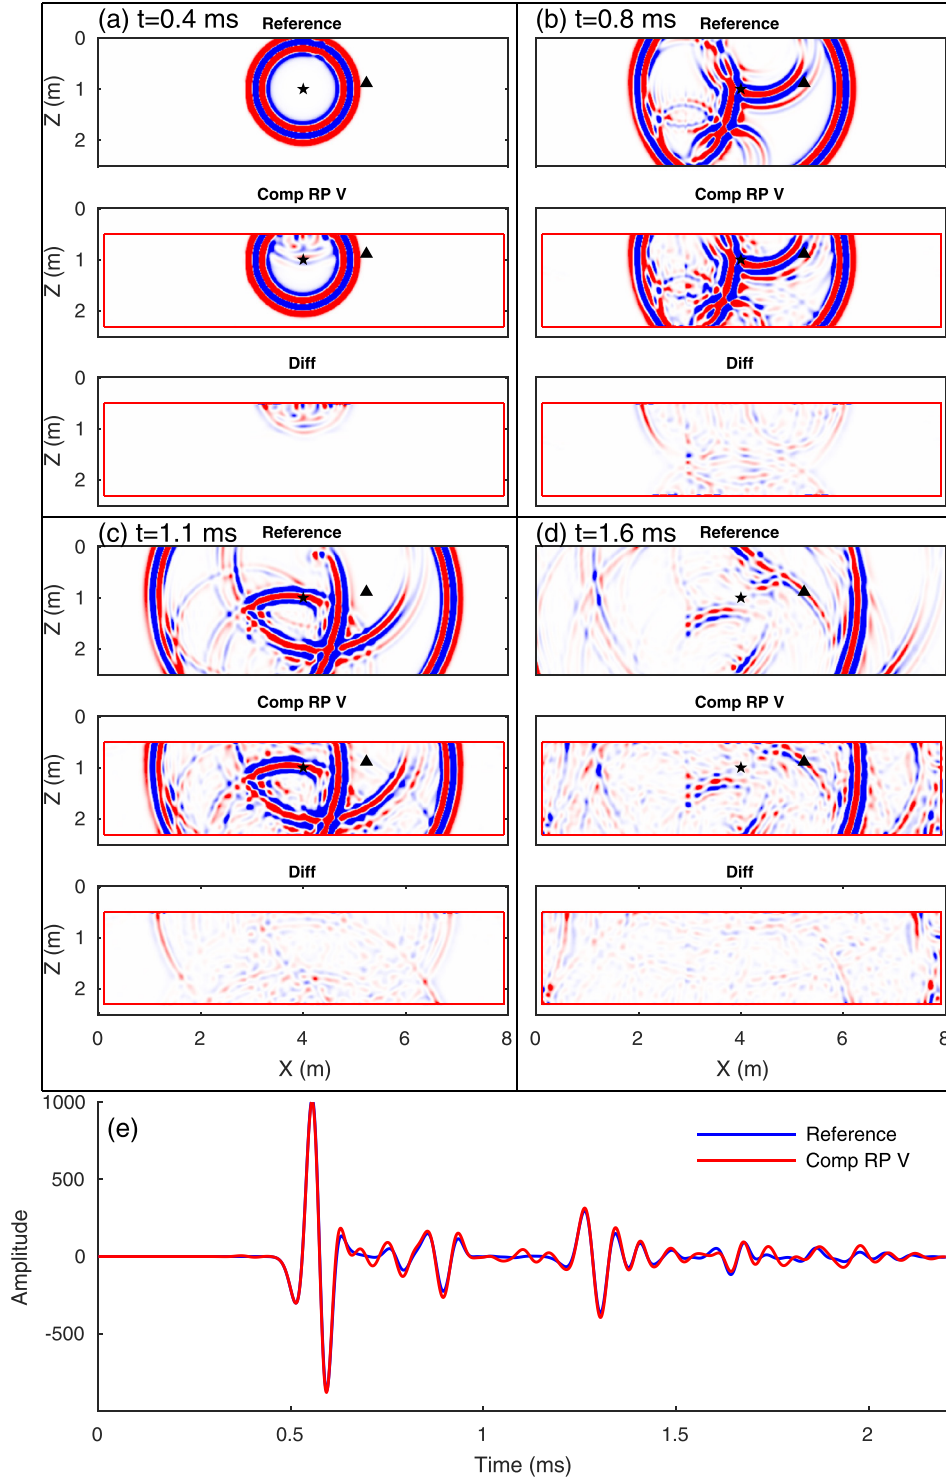 (a) t=0.4 ms
Reference
0
1
2
Z (m)
Comp RP V
0
1
2
Z (m)
Diff
0
1
2
Z (m)
(b) t=0.8 ms
Reference
Comp RP V
Diff
(c) t=1.1 ms
Reference
0
1
2
Z (m)
Comp RP V
0
1
2
Z (m)
Diff
0
1
2
Z (m)
0 2 4 6 8
X (m)
(d) t=1.6 ms
Reference
Comp RP V
Diff
0 2 4 6 8
X (m)
(e)
1000
500
0
-500
Amplitude
Reference
Comp RP V
0 0.5 1 1.5 2
Time (ms)